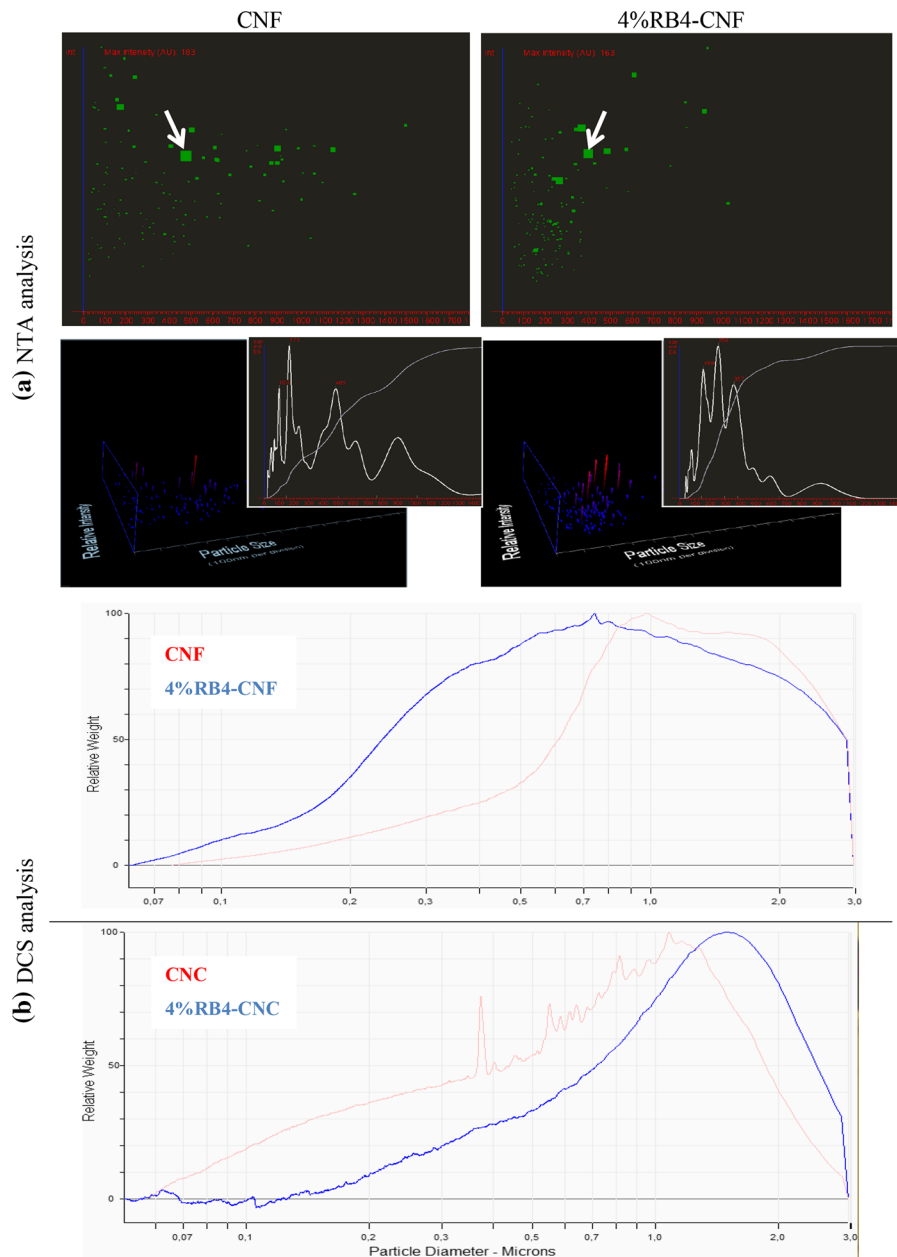 CNF
4%RB4-CNF
(a) NTA analysis
Max intensity (AU): 163
0 100 200 300 400 500 600 700 800 900 1000 1100 1200 1300 1400 1500 1600 1700
Max intensity (AU): 163
0 100 200 300 400 500 600 700 800 900 1000 1100 1200 1300 1400 1500 1600 1700
Relative Intensity
Particle Size
(100nm per division)
Relative Intensity
Particle Size
(100nm per division)
(b) DCS analysis
CNF
4%RB4-CNF
Relative Weight
100
50
0
0,07 0,1 0,2 0,3 0,4 0,5 0,7 1,0 2,0 3,0
CNC
4%RB4-CNC
Relative Weight
100
50
0
0,07 0,1 0,2 0,3 0,4 0,5 0,7 1,0 2,0 3,0
Particle Diameter - Microns